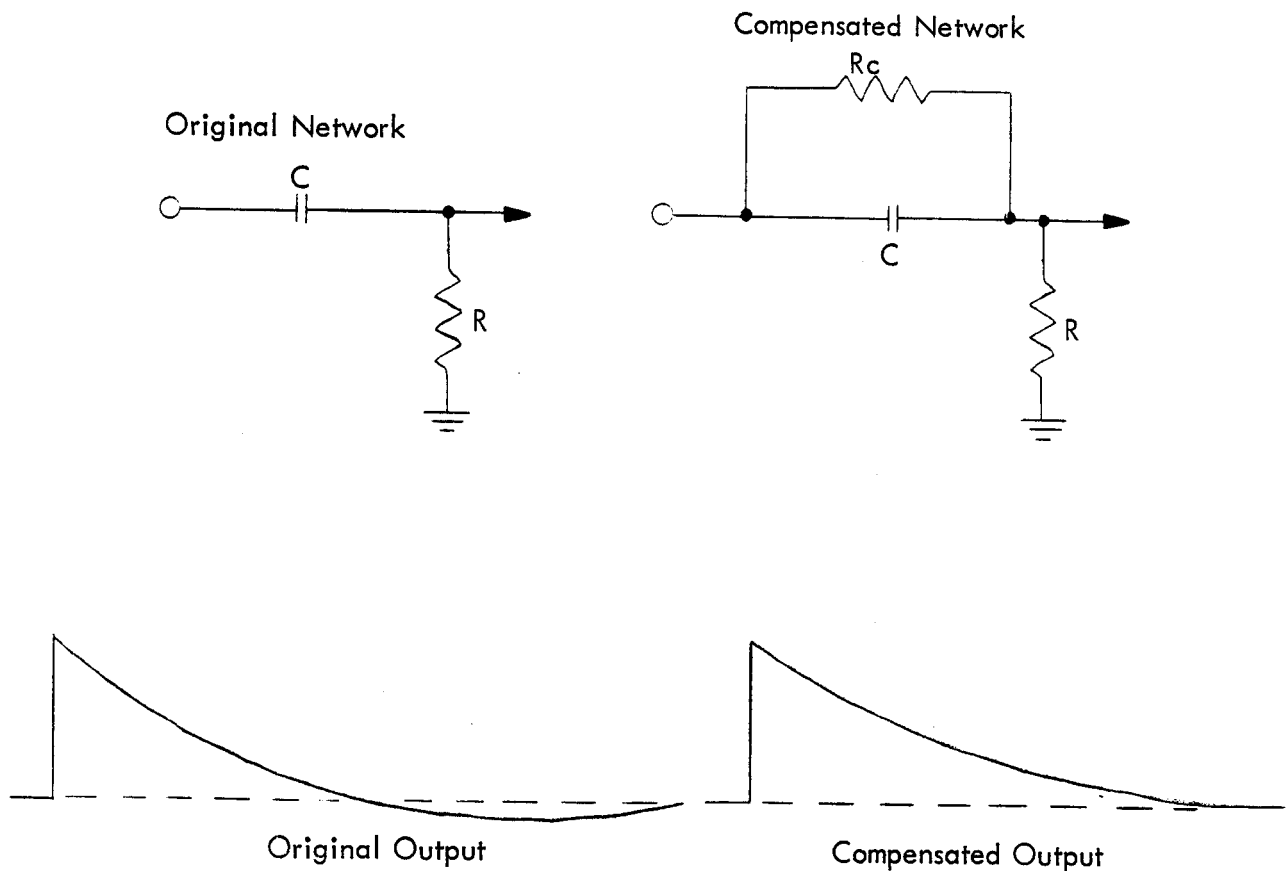 Compensated Network
Rc
Original Network
C
C
R
R
Original Output
Compensated Output